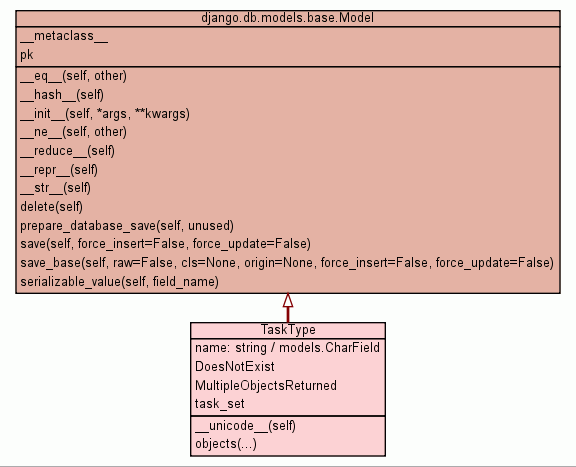 django.db.models.base.Model
__metaclass__
pk
__eq__(self, other)
__hash__(self)
__init__(self, *args, **kwargs)
__ne__(self, other)
__reduce__(self)
__repr__(self)
__str__(self)
delete(self)
prepare_database_save(self, unused)
save(self, force_insert=False, force_update=False)
save_base(self, raw=False, cls=None, origin=None, force_insert=False, force_update=False)
serializable_value(self, field_name)
TaskType
name: string / models.CharField
DoesNotExist
MultipleObjectsReturned
task_set
__unicode__(self)
objects(...)